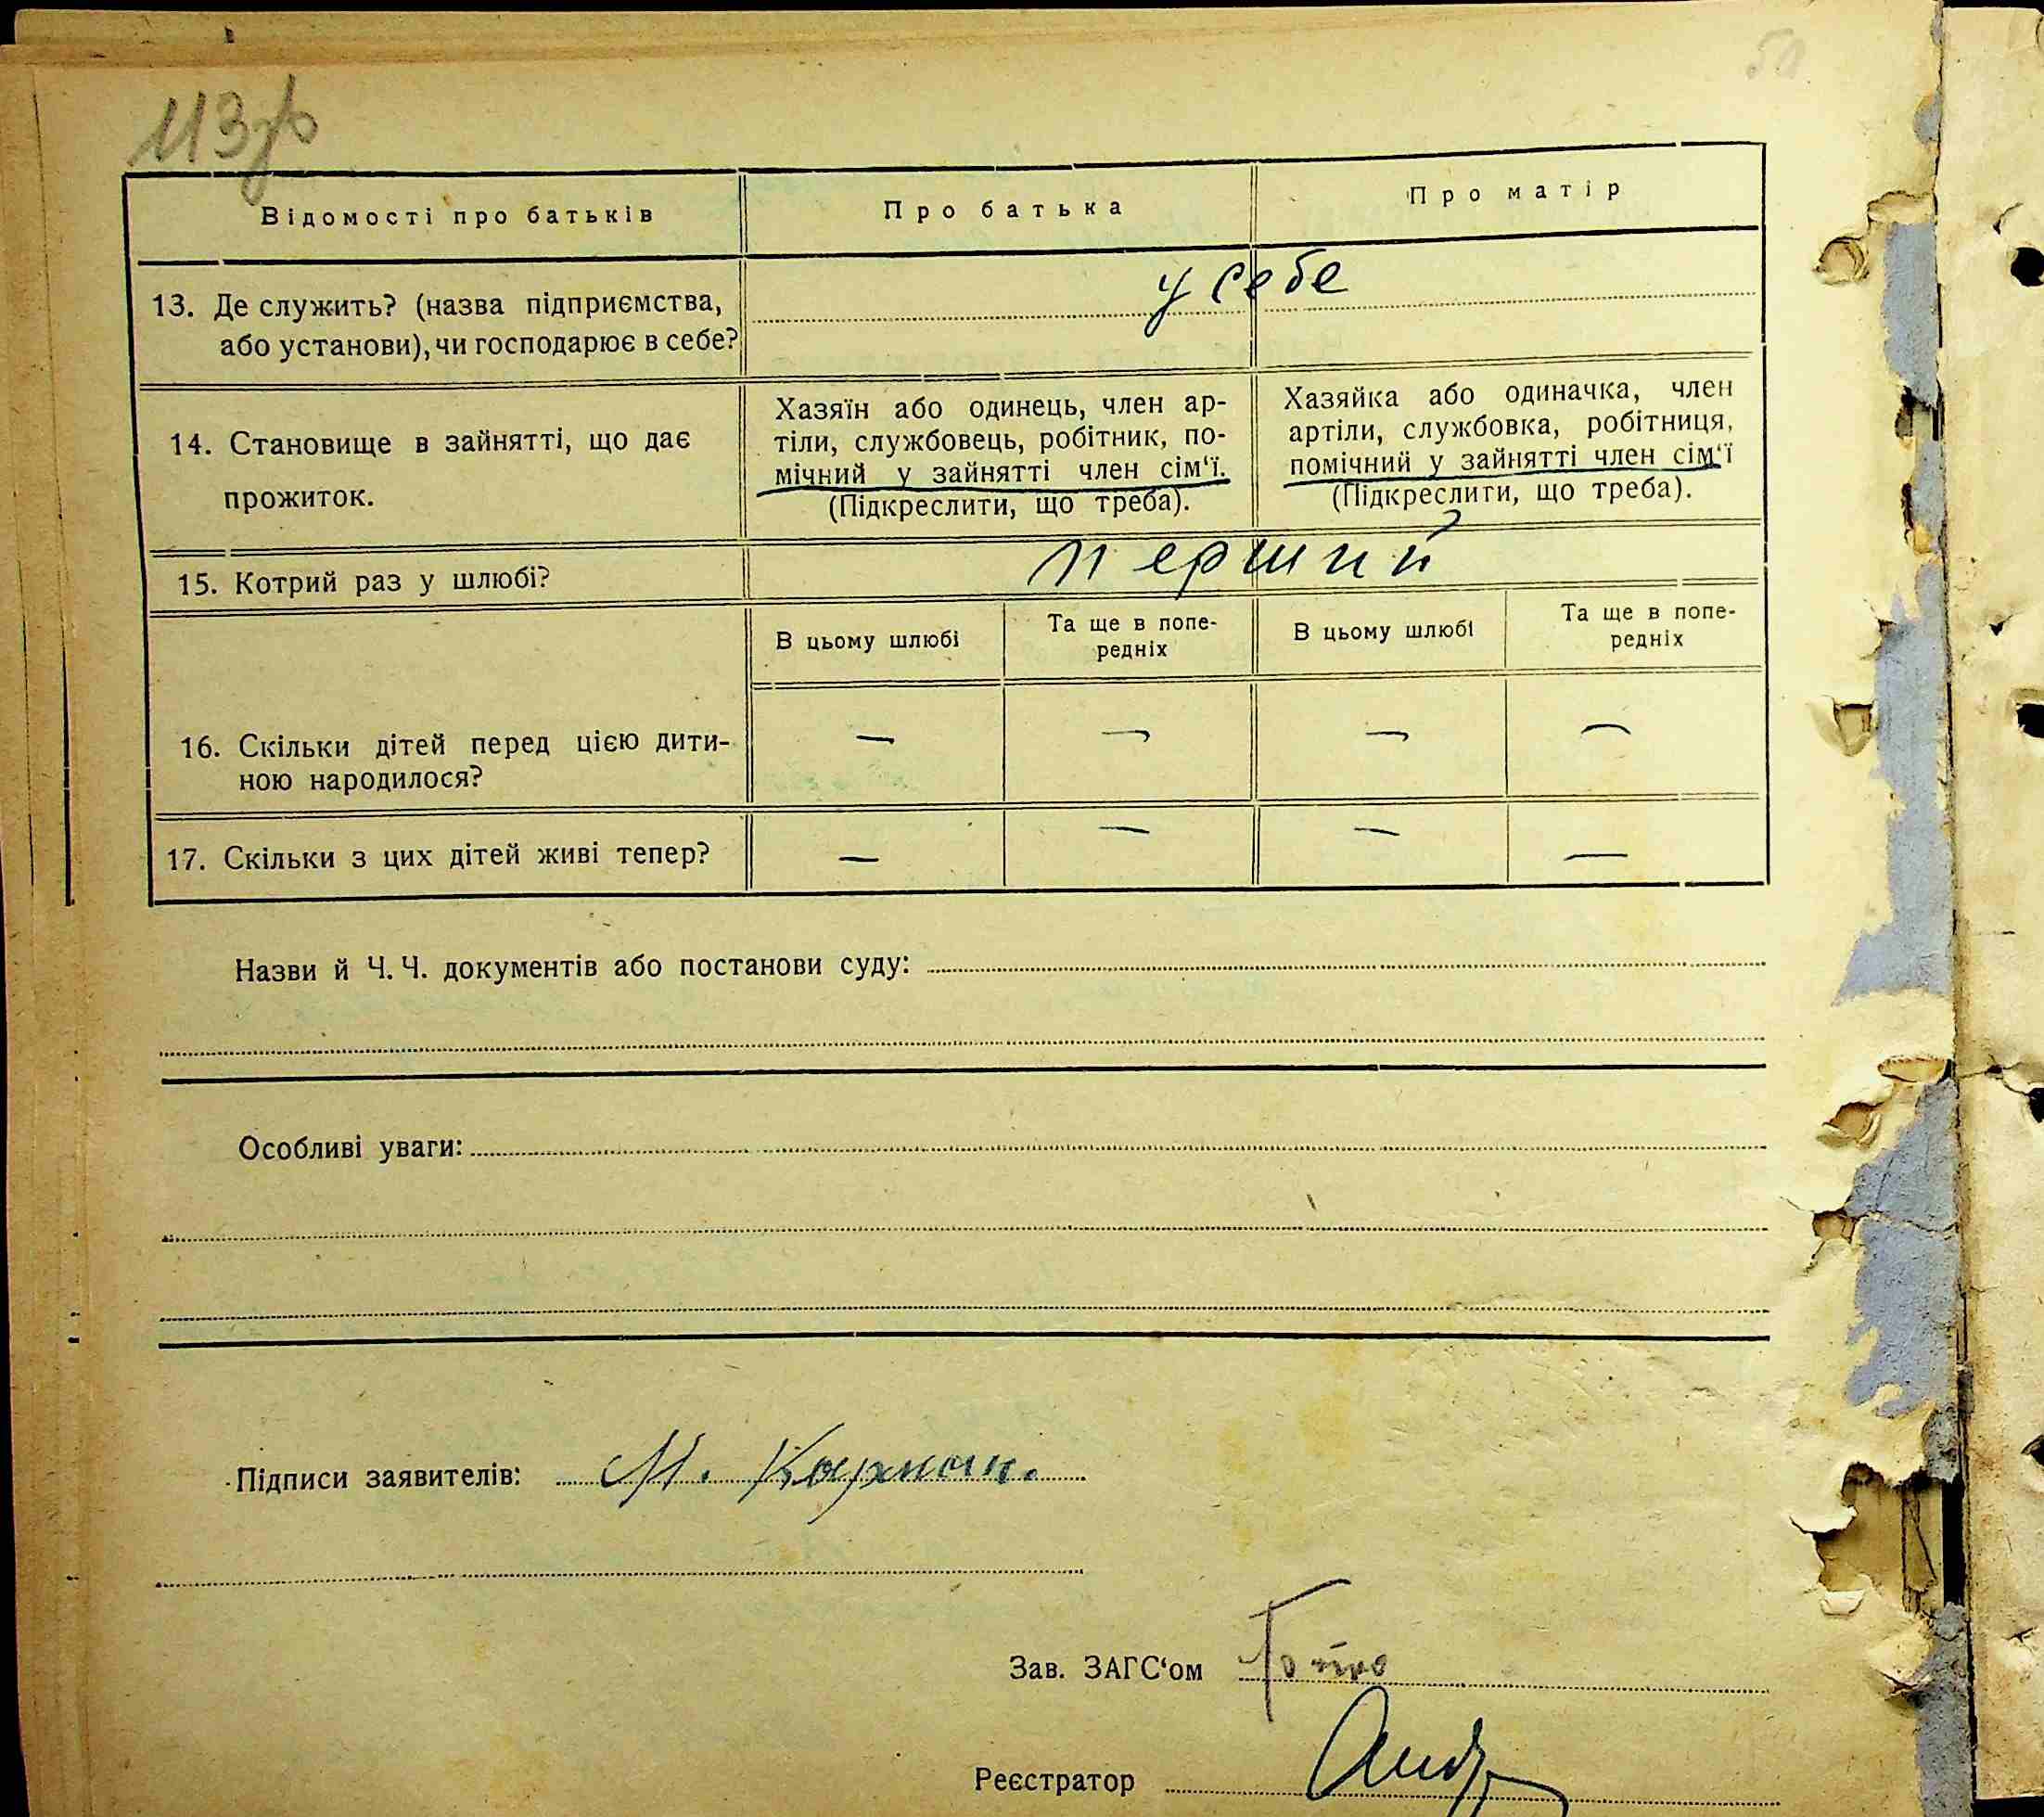 113
Відомості про батьків
Про батька
Про матір
13. Де служить? (назва підприємства,
або установи), чи господарює в себе?
у себе
14. Становище в зайнятті, що дає
прожиток.
Хазяїн або одинець, член ар-
тіли, службовець, робітник, по-
мічний у зайнятті член сім‘ї.
(Підкреслити, що треба).
Хазяйка або одиначка, член
артіли, службовка, робітниця,
помічний у зайнятті член сім‘ї
(Підкреслити, що треба).
15. Котрий раз у шлюбі?
перший
В цьому шлюбі
Та ще в попе-
редніх
В цьому шлюбі
Та ще в попе-
редніх
16. Скільки дітей перед цією дити-
ною народилося?
— — — —
17. Скільки з цих дітей живі тепер?
— — — —
Назви й Ч. Ч. документів або постанови суду:
Особливі уваги:
Підписи заявителів: М.
Зав. ЗАГС‘ом
Реєстратор